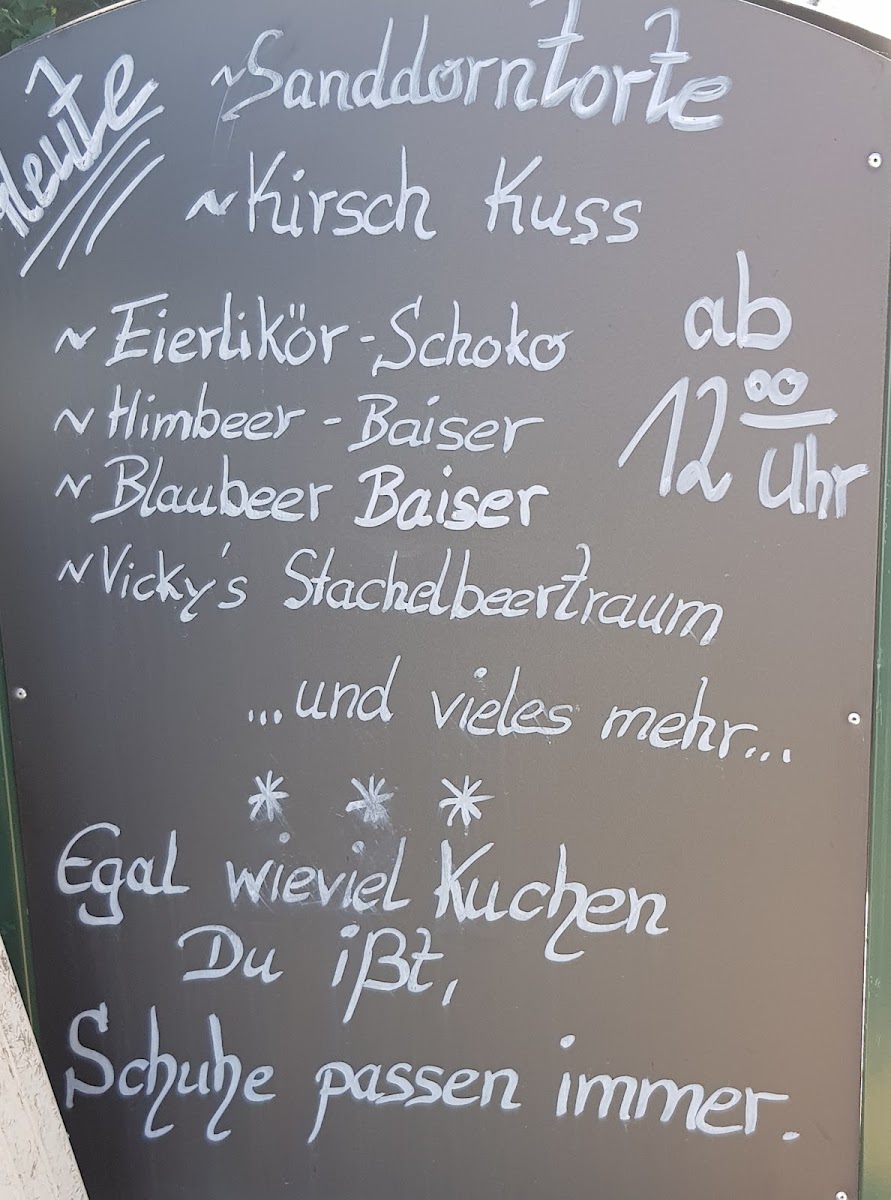 Heute
~Sanddorntorte
~Kirsch Kuss
~Eierlikör-Schoko
~Himbeer-Baiser
~Blaubeer Baiser
~Vicky's Stachelbeertraum
ab
12⁰⁰
Uhr
...und vieles mehr...
* * *
Egal wieviel Kuchen
Du ißt,
Schuhe passen immer.